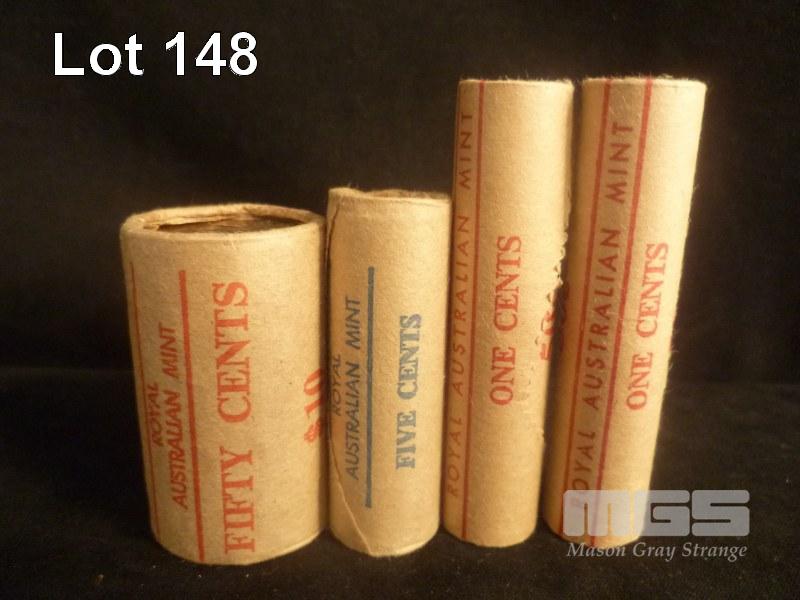 Lot 148
ROYAL
AUSTRALIAN MINT
FIFTY CENTS
$10
ROYAL
AUSTRALIAN MINT
FIVE CENTS
ROYAL AUSTRALIAN MINT
ONE CENTS
ROYAL AUSTRALIAN MINT
ONE CENTS
MGS
Mason Gray Strange